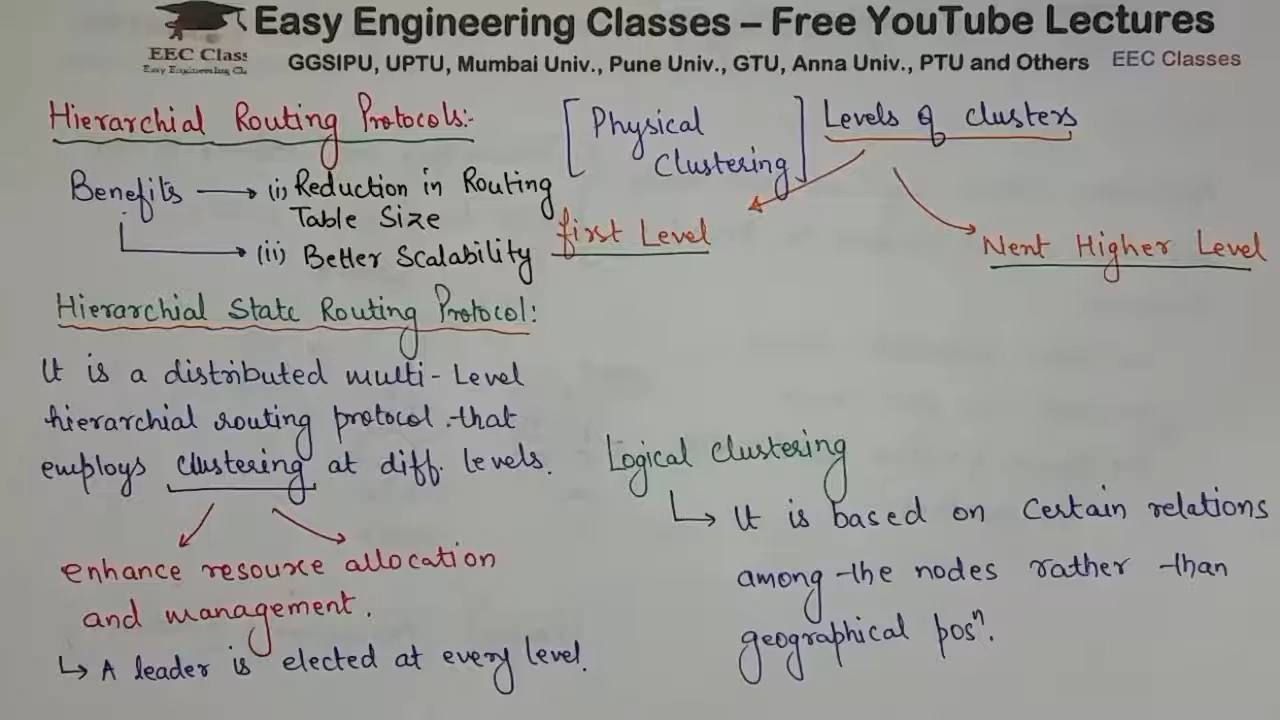 Easy Engineering Classes – Free YouTube Lectures
EEC Class
Easy Engineering Cla
GGSIPU, UPTU, Mumbai Univ., Pune Univ., GTU, Anna Univ., PTU and Others
EEC Classes
Hierarchial Routing Protocols:-
Benefits → (i) Reduction in Routing
Table Size
→ (ii) Better Scalability
[Physical
Clustering]
Levels of clusters
first Level
Nent Higher Level
Hierarchial State Routing Protocol:
It is a distributed multi-Level
hierarchial routing protocol that
employs clustering at diff. levels.
enhance resource allocation
and management.
↳ A leader is elected at every level.
Logical clustering
↳ It is based on certain relations
among the nodes rather than
geographical posⁿ.